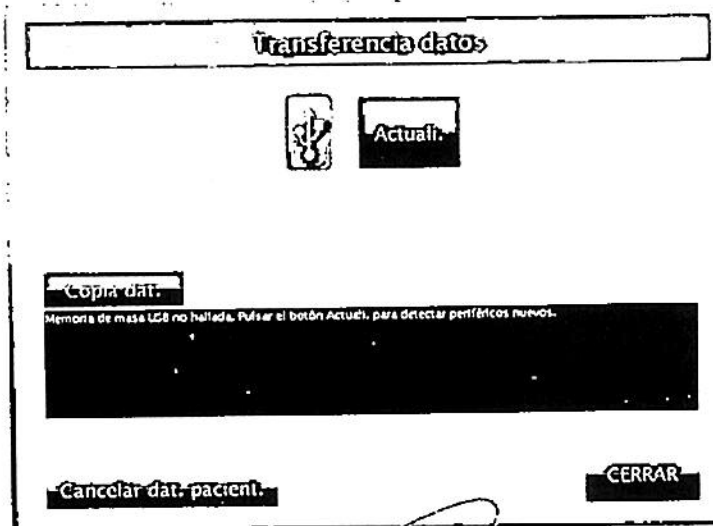 Transferencia datos
Actuali.
Copia dat.
Memoria de masa USB no hallada. Pulsar el botón Actuali. para detectar periféricos nuevos.
Cancelar dat. pacient.
CERRAR